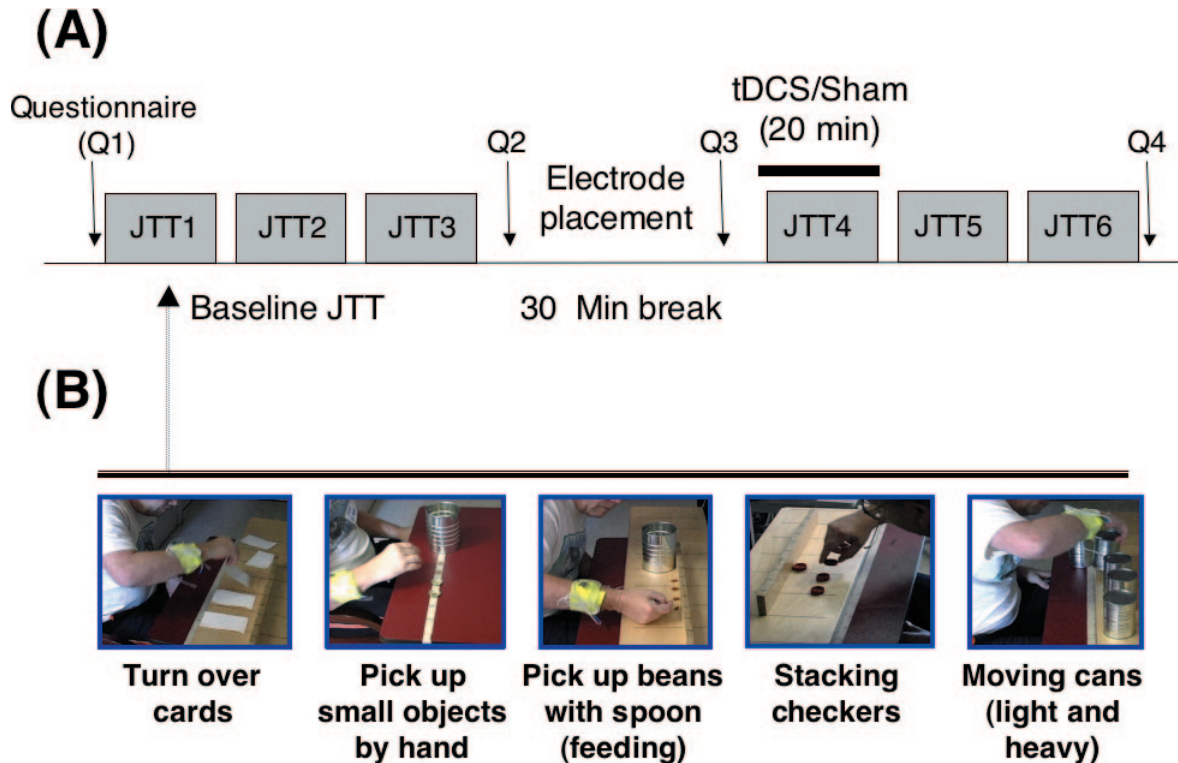 (A)
Questionnaire
(Q1)
Q2
Electrode
placement
Q3
tDCS/Sham
(20 min)
Q4
JTT1
JTT2
JTT3
JTT4
JTT5
JTT6
Baseline JTT
30 Min break
(B)
Turn over
cards
Pick up
small objects
by hand
Pick up beans
with spoon
(feeding)
Stacking
checkers
Moving cans
(light and
heavy)